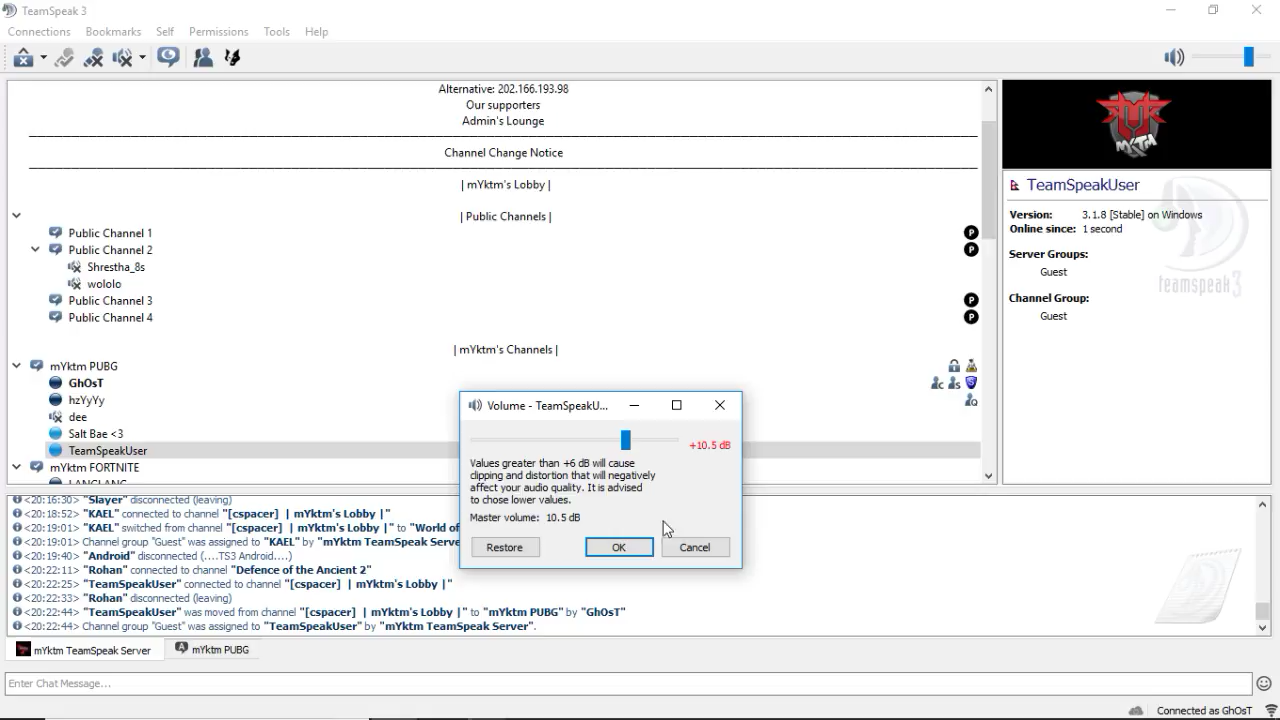 TeamSpeak 3
Connections Bookmarks Self Permissions Tools Help
Alternative: 202.166.193.98
Our supporters
Admin's Lounge
Channel Change Notice
| mYktm's Lobby |
| Public Channels |
Public Channel 1
Public Channel 2
Shrestha_8s
wololo
Public Channel 3
Public Channel 4
| mYktm's Channels |
mYktm PUBG
GhOsT
hzYyYy
dee
Salt Bae <3
TeamSpeakUser
mYktm FORTNITE
LANGLANG
mYktm
TeamSpeakUser
Version: 3.1.8 [Stable] on Windows
Online since: 1 second
Server Groups:
Guest
Channel Group:
Guest
teamspeak 3
Volume - TeamSpeakU...
+10.5 dB
Values greater than +6 dB will cause
clipping and distortion that will negatively
affect your audio quality. It is advised
to chose lower values.
Master volume: 10.5 dB
Restore OK Cancel
<20:16:30> "Slayer" disconnected (leaving)
<20:18:52> "KAEL" connected to channel "[cspacer] | mYktm's Lobby |"
<20:19:01> "KAEL" switched from channel "[cspacer] | mYktm's Lobby |" to "World of
<20:19:01> Channel group "Guest" was assigned to "KAEL" by "mYktm TeamSpeak Serve
<20:19:40> "Android" disconnected (....TS3 Android....)
<20:22:11> "Rohan" connected to channel "Defence of the Ancient 2"
<20:22:25> "TeamSpeakUser" connected to channel "[cspacer] | mYktm's Lobby |"
<20:22:33> "Rohan" disconnected (leaving)
<20:22:44> "TeamSpeakUser" was moved from channel "[cspacer] | mYktm's Lobby |" to "mYktm PUBG" by "GhOsT"
<20:22:44> Channel group "Guest" was assigned to "TeamSpeakUser" by "mYktm TeamSpeak Server".
mYktm TeamSpeak Server mYktm PUBG
Enter Chat Message...
Connected as GhOsT